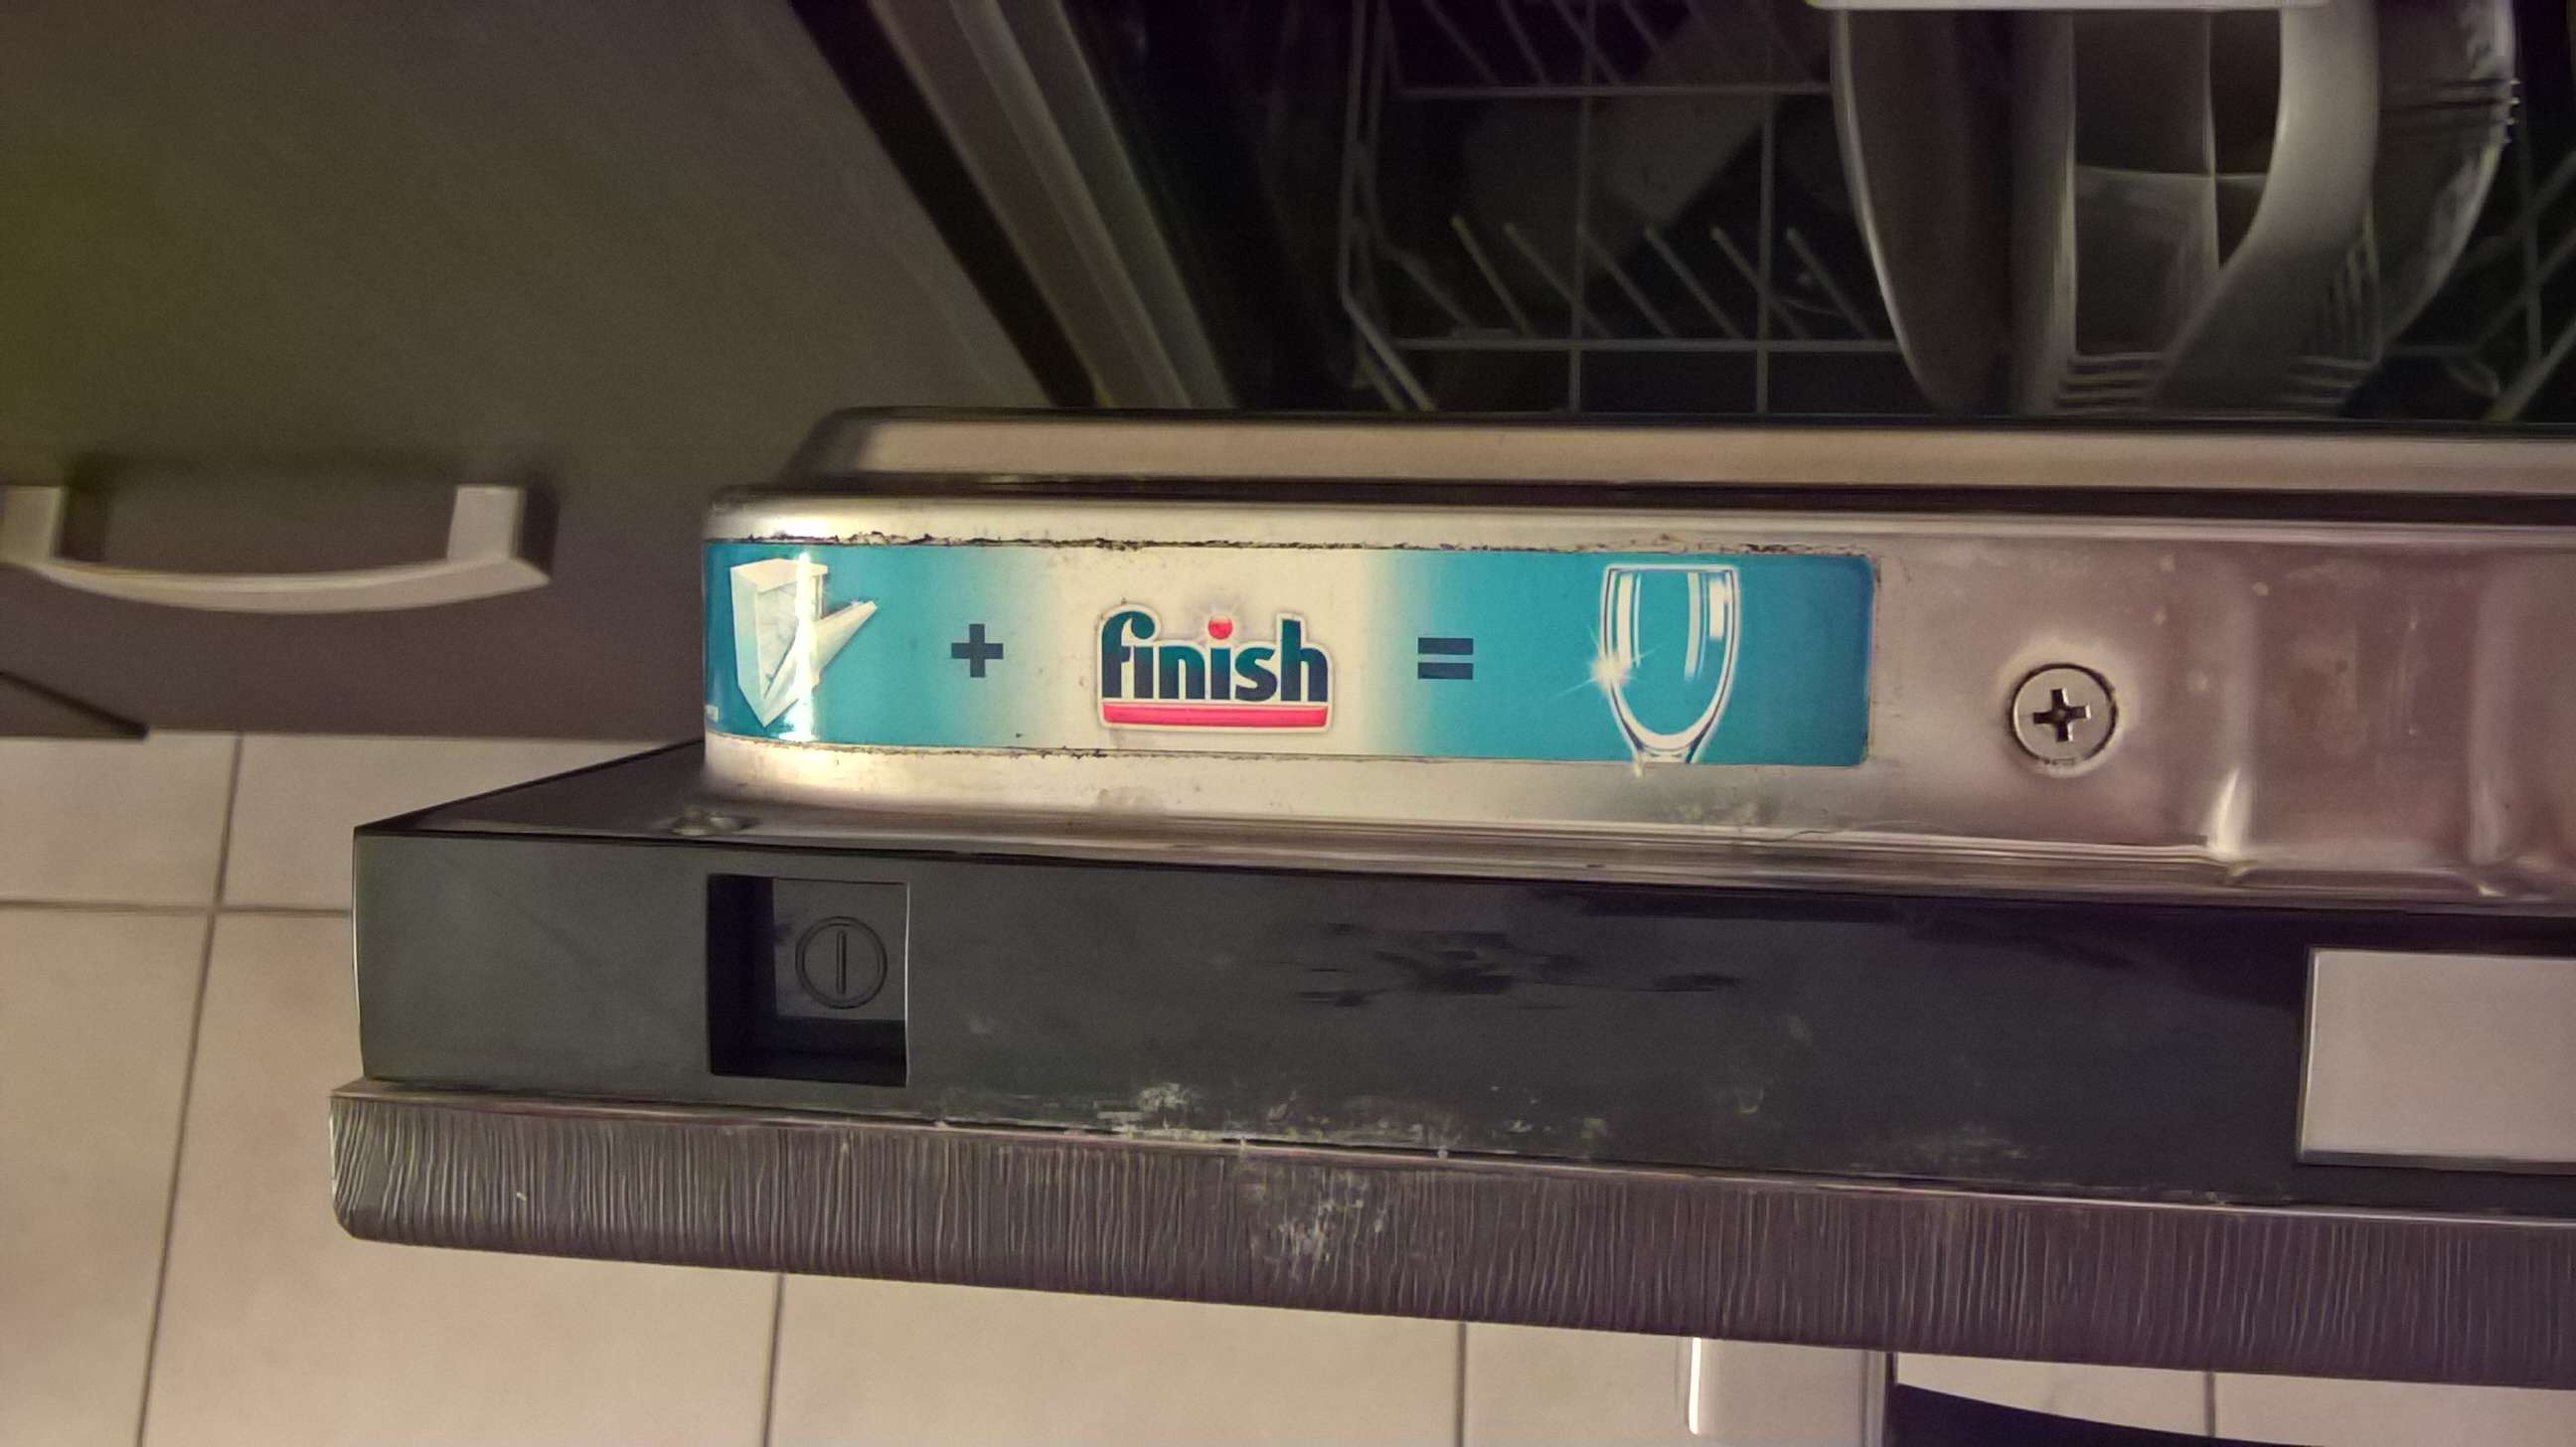 + finish =